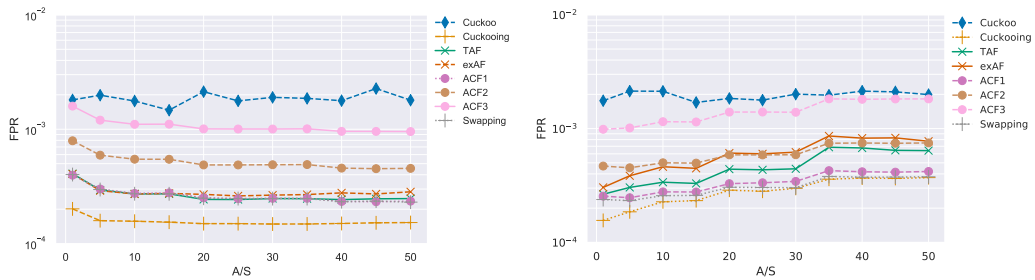 10⁻²
10⁻³
10⁻⁴
FPR
0 10 20 30 40 50
A/S
Cuckoo
Cuckooing
TAF
exAF
ACF1
ACF2
ACF3
Swapping
10⁻²
10⁻³
10⁻⁴
FPR
0 10 20 30 40 50
A/S
Cuckoo
Cuckooing
TAF
exAF
ACF1
ACF2
ACF3
Swapping